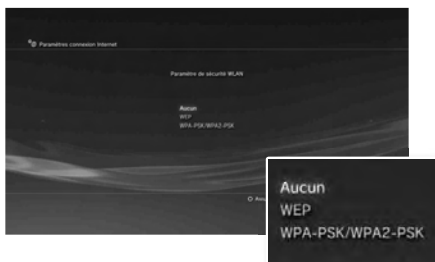 Paramètres connexion Internet
Paramètre de sécurité WLAN
Aucun
WEP
WPA-PSK/WPA2-PSK
Aucun
WEP
WPA-PSK/WPA2-PSK